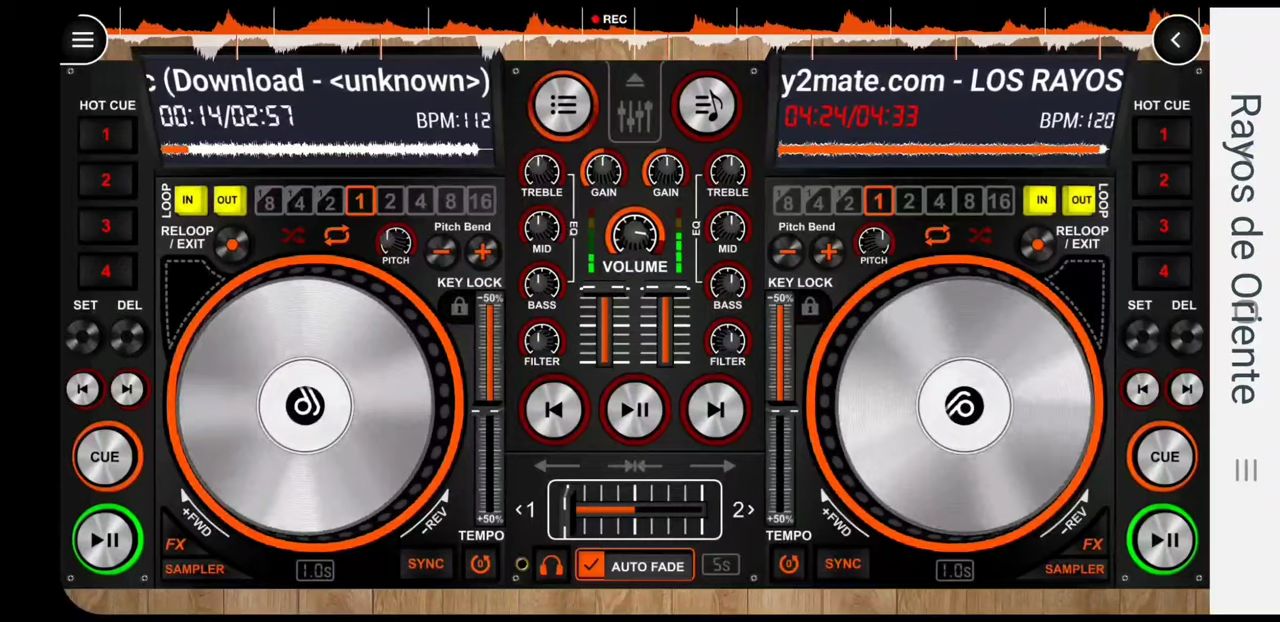 REC
c (Download - <unknown>)
00:14/02:57
BPM:112
y2mate.com - LOS RAYOS
04:24/04:33
BPM:120
HOT CUE
1
2
3
4
SET DEL
CUE
LOOP
IN OUT 1/8 1/4 1/2 1 2 4 8 16
RELOOP
/ EXIT
PITCH
Pitch Bend
KEY LOCK
-50%
+50%
TEMPO
+FWD
-REV
FX
SAMPLER
1.0s
SYNC
TREBLE
GAIN
GAIN
TREBLE
MID
EQ
EQ
MID
VOLUME
BASS
BASS
FILTER
FILTER
<1
2>
AUTO FADE
5s
1/8 1/4 1/2 1 2 4 8 16 IN OUT
LOOP
Pitch Bend
PITCH
RELOOP
/ EXIT
KEY LOCK
-50%
+50%
TEMPO
+FWD
-REV
SYNC
1.0s
FX
SAMPLER
HOT CUE
1
2
3
4
SET DEL
CUE
Rayos de Oriente